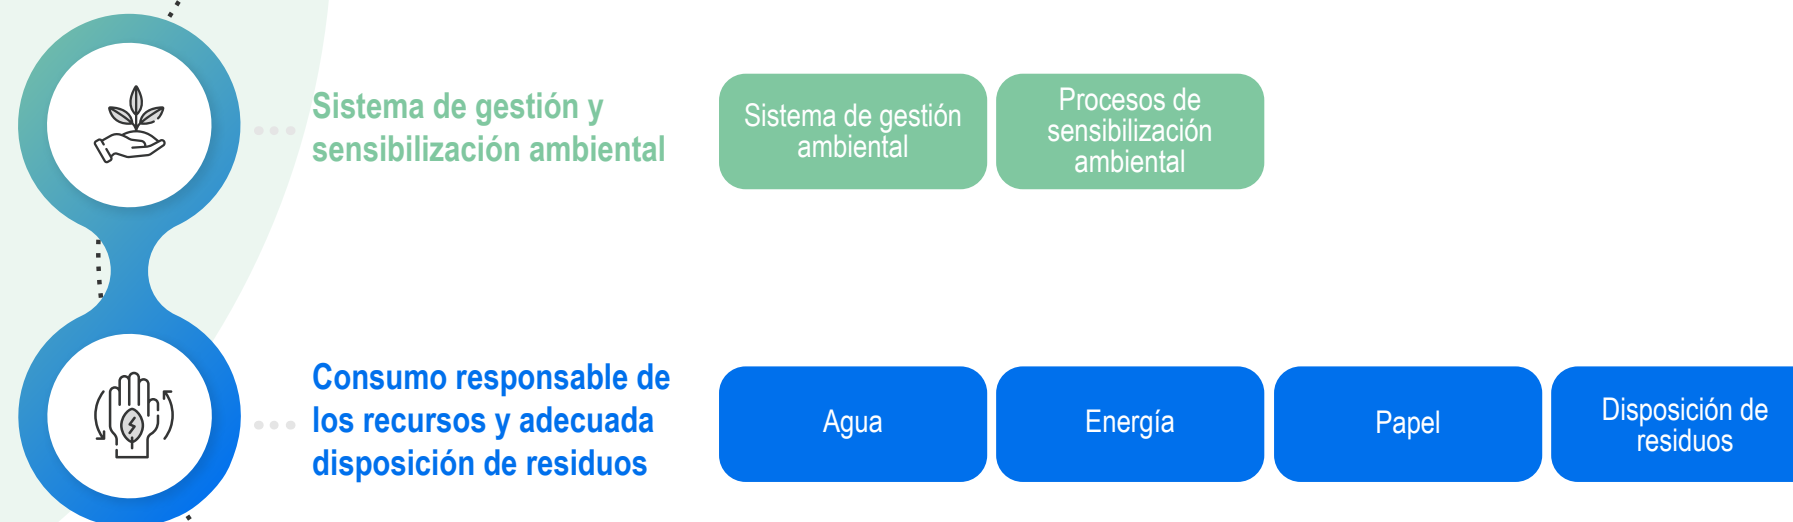 Sistema de gestión y
sensibilización ambiental
Sistema de gestión
ambiental
Procesos de
sensibilización
ambiental
Consumo responsable de
los recursos y adecuada
disposición de residuos
Agua
Energía
Papel
Disposición de
residuos